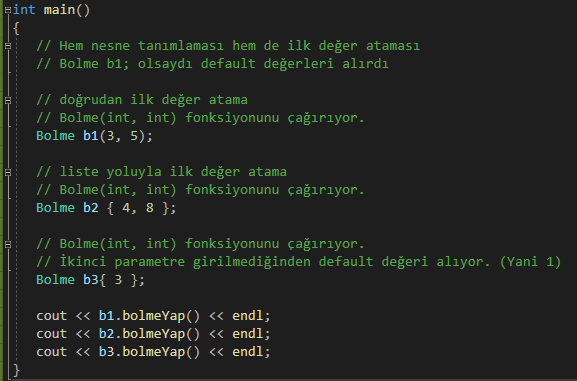 int main()
{
// Hem nesne tanımlaması hem de ilk değer ataması
// Bolme b1; olsaydı default değerleri alırdı
// doğrudan ilk değer atama
// Bolme(int, int) fonksiyonunu çağırıyor.
Bolme b1(3, 5);
// liste yoluyla ilk değer atama
// Bolme(int, int) fonksiyonunu çağırıyor.
Bolme b2 { 4, 8 };
// Bolme(int, int) fonksiyonunu çağırıyor.
// İkinci parametre girilmediğinden default değeri alıyor. (Yani 1)
Bolme b3{ 3 };
cout << b1.bolmeYap() << endl;
cout << b2.bolmeYap() << endl;
cout << b3.bolmeYap() << endl;
}